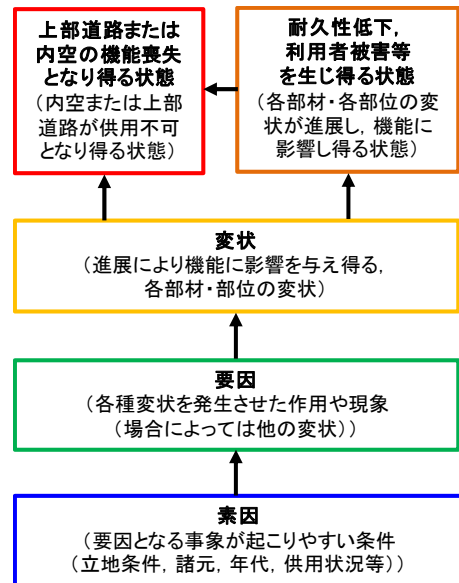 上部道路または
内空の機能喪失
となり得る状態
（内空または上部
道路が供用不可
となり得る状態）
耐久性低下，
利用者被害等
を生じ得る状態
（各部材・各部位の変
状が進展し，機能に
影響し得る状態）
変状
（進展により機能に影響を与え得る，
各部材・部位の変状）
要因
（各種変状を発生させた作用や現象
（場合によっては他の変状））
素因
（要因となる事象が起こりやすい条件
（立地条件，諸元，年代，供用状況等））